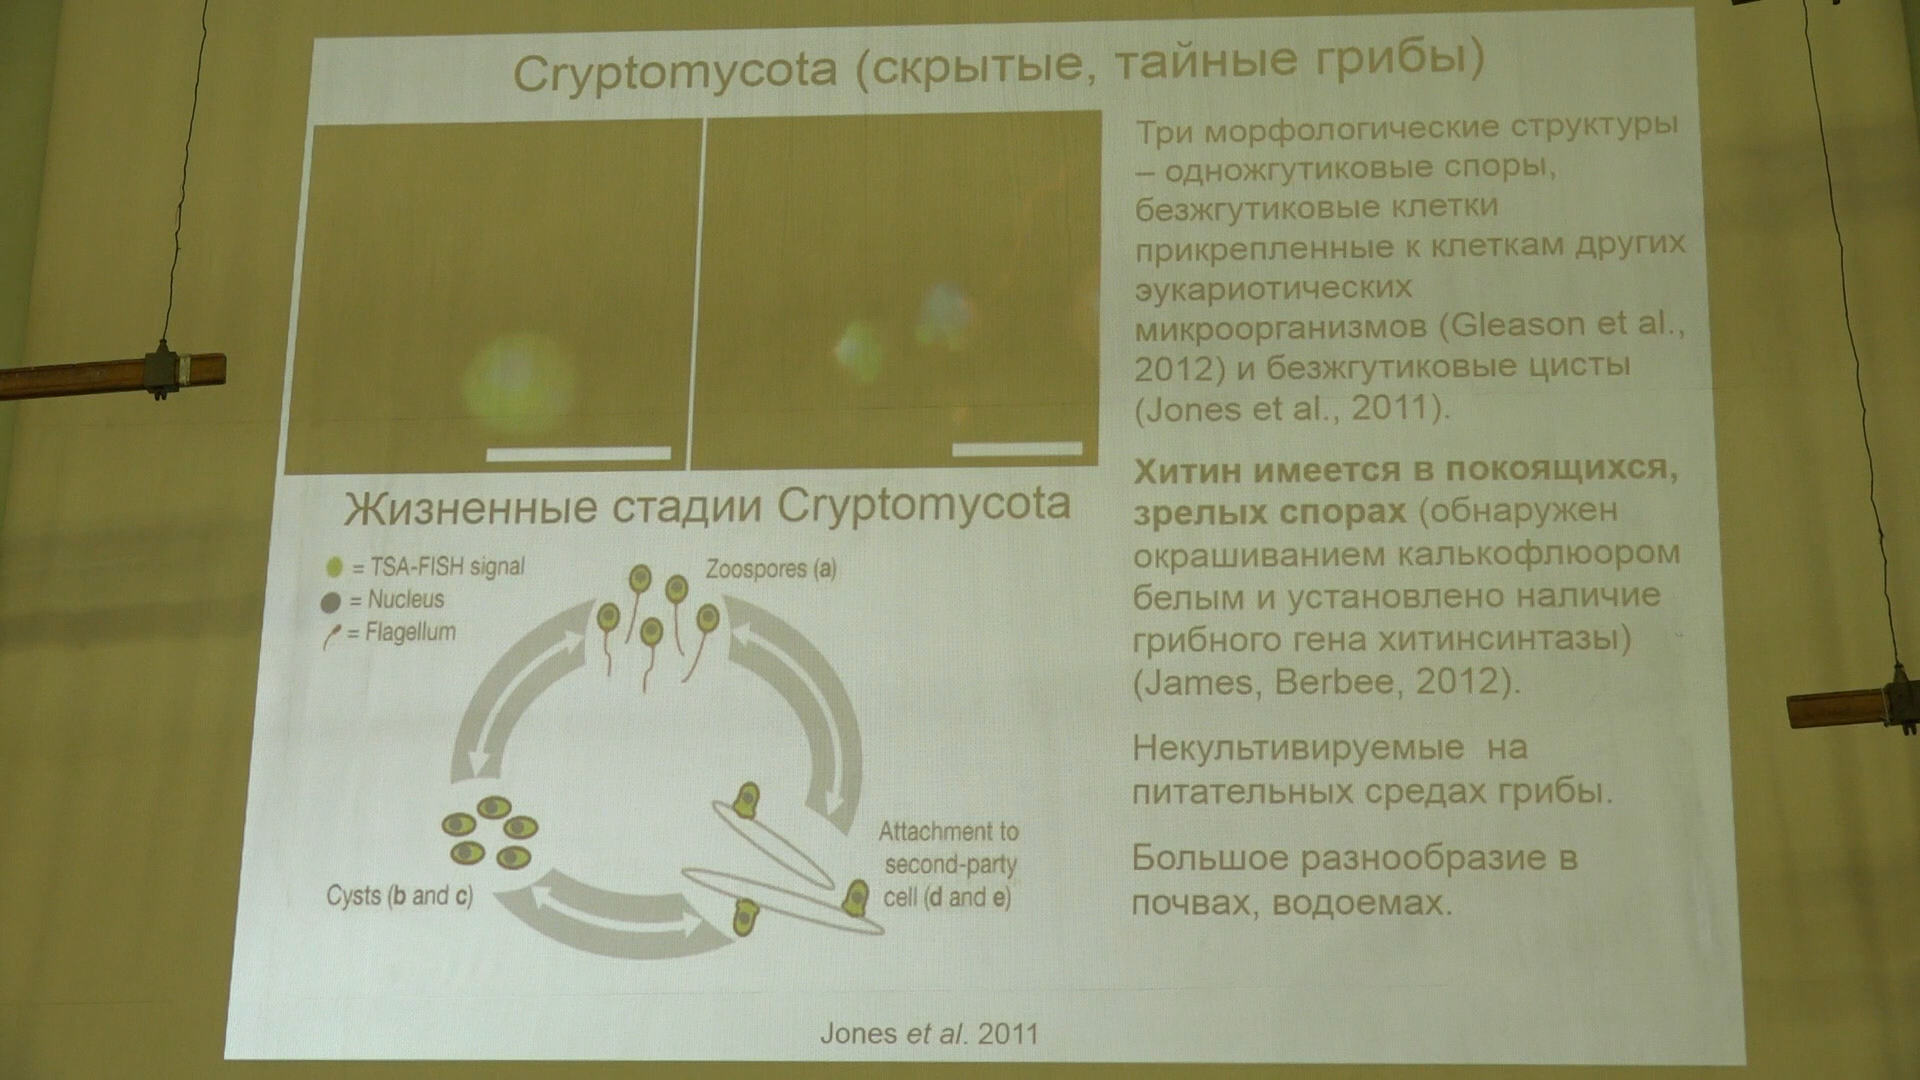 Cryptomycota (скрытые, тайные грибы)
Три морфологические структуры
– одножгутиковые споры,
безжгутиковые клетки
прикрепленные к клеткам других
эукариотических
микроорганизмов (Gleason et al.,
2012) и безжгутиковые цисты
(Jones et al., 2011).
Хитин имеется в покоящихся,
зрелых спорах (обнаружен
окрашиванием калькофлюором
белым и установлено наличие
грибного гена хитинсинтазы)
(James, Berbee, 2012).
Некультивируемые на
питательных средах грибы.
Большое разнообразие в
почвах, водоемах.
Жизненные стадии Cryptomycota
= TSA-FISH signal
= Nucleus
= Flagellum
Zoospores (a)
Attachment to
second-party
cell (d and e)
Cysts (b and c)
Jones et al. 2011